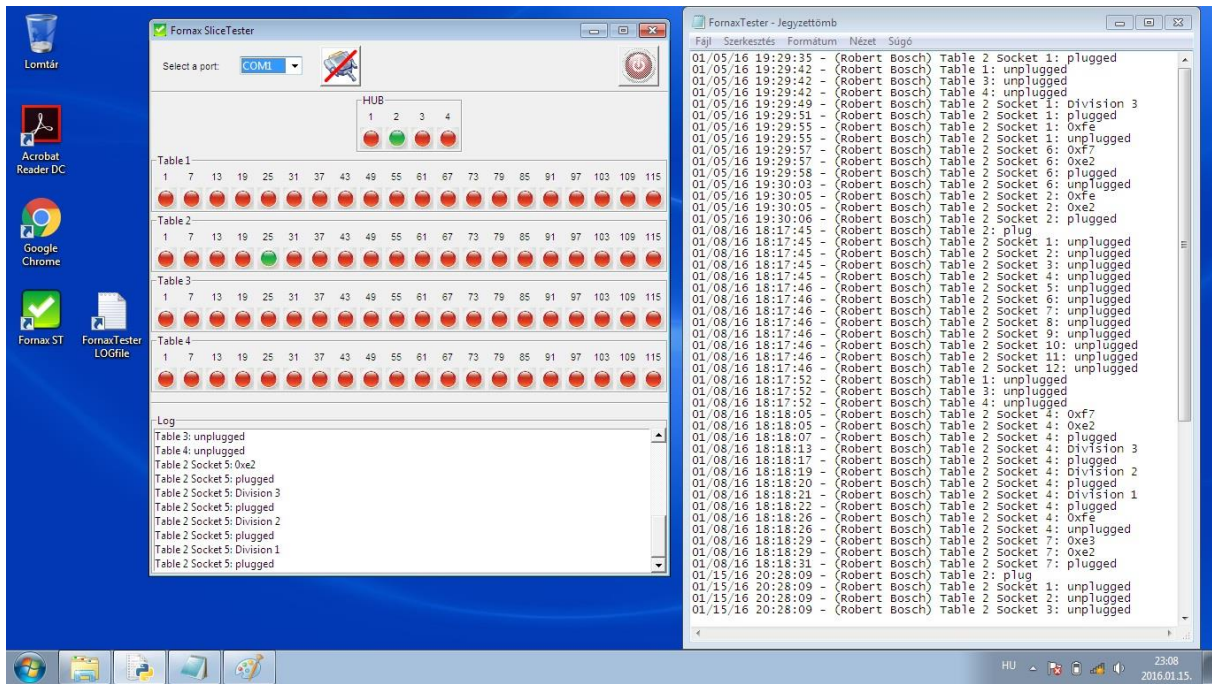 Lomtár
Acrobat
Reader DC
Google
Chrome
Fornax ST
FornaxTester
LOGfile
Fornax SliceTester
Select a port:
COM1
HUB
1 2 3 4
Table 1
1 7 13 19 25 31 37 43 49 55 61 67 73 79 85 91 97 103 109 115
Table 2
1 7 13 19 25 31 37 43 49 55 61 67 73 79 85 91 97 103 109 115
Table 3
1 7 13 19 25 31 37 43 49 55 61 67 73 79 85 91 97 103 109 115
Table 4
1 7 13 19 25 31 37 43 49 55 61 67 73 79 85 91 97 103 109 115
Log
Table 3: unplugged
Table 4: unplugged
Table 2 Socket 5: 0xe2
Table 2 Socket 5: plugged
Table 2 Socket 5: Division 3
Table 2 Socket 5: plugged
Table 2 Socket 5: Division 2
Table 2 Socket 5: plugged
Table 2 Socket 5: Division 1
Table 2 Socket 5: plugged
FornaxTester - Jegyzettömb
Fájl Szerkesztés Formátum Nézet Súgó
01/05/16 19:29:35 - (Robert Bosch) Table 2 Socket 1: plugged
01/05/16 19:29:42 - (Robert Bosch) Table 1: unplugged
01/05/16 19:29:42 - (Robert Bosch) Table 3: unplugged
01/05/16 19:29:42 - (Robert Bosch) Table 4: unplugged
01/05/16 19:29:49 - (Robert Bosch) Table 2 Socket 1: Division 3
01/05/16 19:29:51 - (Robert Bosch) Table 2 Socket 1: plugged
01/05/16 19:29:55 - (Robert Bosch) Table 2 Socket 1: 0xfe
01/05/16 19:29:55 - (Robert Bosch) Table 2 Socket 1: unplugged
01/05/16 19:29:57 - (Robert Bosch) Table 2 Socket 6: 0xf7
01/05/16 19:29:57 - (Robert Bosch) Table 2 Socket 6: 0xe2
01/05/16 19:29:58 - (Robert Bosch) Table 2 Socket 6: plugged
01/05/16 19:30:03 - (Robert Bosch) Table 2 Socket 6: unplugged
01/05/16 19:30:05 - (Robert Bosch) Table 2 Socket 2: 0xfe
01/05/16 19:30:05 - (Robert Bosch) Table 2 Socket 2: 0xe2
01/05/16 19:30:06 - (Robert Bosch) Table 2 Socket 2: plugged
01/08/16 18:17:45 - (Robert Bosch) Table 2: plug
01/08/16 18:17:45 - (Robert Bosch) Table 2 Socket 1: unplugged
01/08/16 18:17:45 - (Robert Bosch) Table 2 Socket 2: unplugged
01/08/16 18:17:45 - (Robert Bosch) Table 2 Socket 3: unplugged
01/08/16 18:17:45 - (Robert Bosch) Table 2 Socket 4: unplugged
01/08/16 18:17:46 - (Robert Bosch) Table 2 Socket 5: unplugged
01/08/16 18:17:46 - (Robert Bosch) Table 2 Socket 6: unplugged
01/08/16 18:17:46 - (Robert Bosch) Table 2 Socket 7: unplugged
01/08/16 18:17:46 - (Robert Bosch) Table 2 Socket 8: unplugged
01/08/16 18:17:46 - (Robert Bosch) Table 2 Socket 9: unplugged
01/08/16 18:17:46 - (Robert Bosch) Table 2 Socket 10: unplugged
01/08/16 18:17:46 - (Robert Bosch) Table 2 Socket 11: unplugged
01/08/16 18:17:46 - (Robert Bosch) Table 2 Socket 12: unplugged
01/08/16 18:17:52 - (Robert Bosch) Table 1: unplugged
01/08/16 18:17:52 - (Robert Bosch) Table 3: unplugged
01/08/16 18:17:52 - (Robert Bosch) Table 4: unplugged
01/08/16 18:18:05 - (Robert Bosch) Table 2 Socket 4: 0xf7
01/08/16 18:18:05 - (Robert Bosch) Table 2 Socket 4: 0xe2
01/08/16 18:18:07 - (Robert Bosch) Table 2 Socket 4: plugged
01/08/16 18:18:13 - (Robert Bosch) Table 2 Socket 4: Division 3
01/08/16 18:18:17 - (Robert Bosch) Table 2 Socket 4: plugged
01/08/16 18:18:19 - (Robert Bosch) Table 2 Socket 4: Division 2
01/08/16 18:18:20 - (Robert Bosch) Table 2 Socket 4: plugged
01/08/16 18:18:21 - (Robert Bosch) Table 2 Socket 4: Division 1
01/08/16 18:18:22 - (Robert Bosch) Table 2 Socket 4: plugged
01/08/16 18:18:26 - (Robert Bosch) Table 2 Socket 4: 0xfe
01/08/16 18:18:26 - (Robert Bosch) Table 2 Socket 4: unplugged
01/08/16 18:18:29 - (Robert Bosch) Table 2 Socket 7: 0xe3
01/08/16 18:18:29 - (Robert Bosch) Table 2 Socket 7: 0xe2
01/08/16 18:18:31 - (Robert Bosch) Table 2 Socket 7: plugged
01/15/16 20:28:09 - (Robert Bosch) Table 2: plug
01/15/16 20:28:09 - (Robert Bosch) Table 2 Socket 1: unplugged
01/15/16 20:28:09 - (Robert Bosch) Table 2 Socket 2: unplugged
01/15/16 20:28:09 - (Robert Bosch) Table 2 Socket 3: unplugged
HU
23:08
2016.01.15.